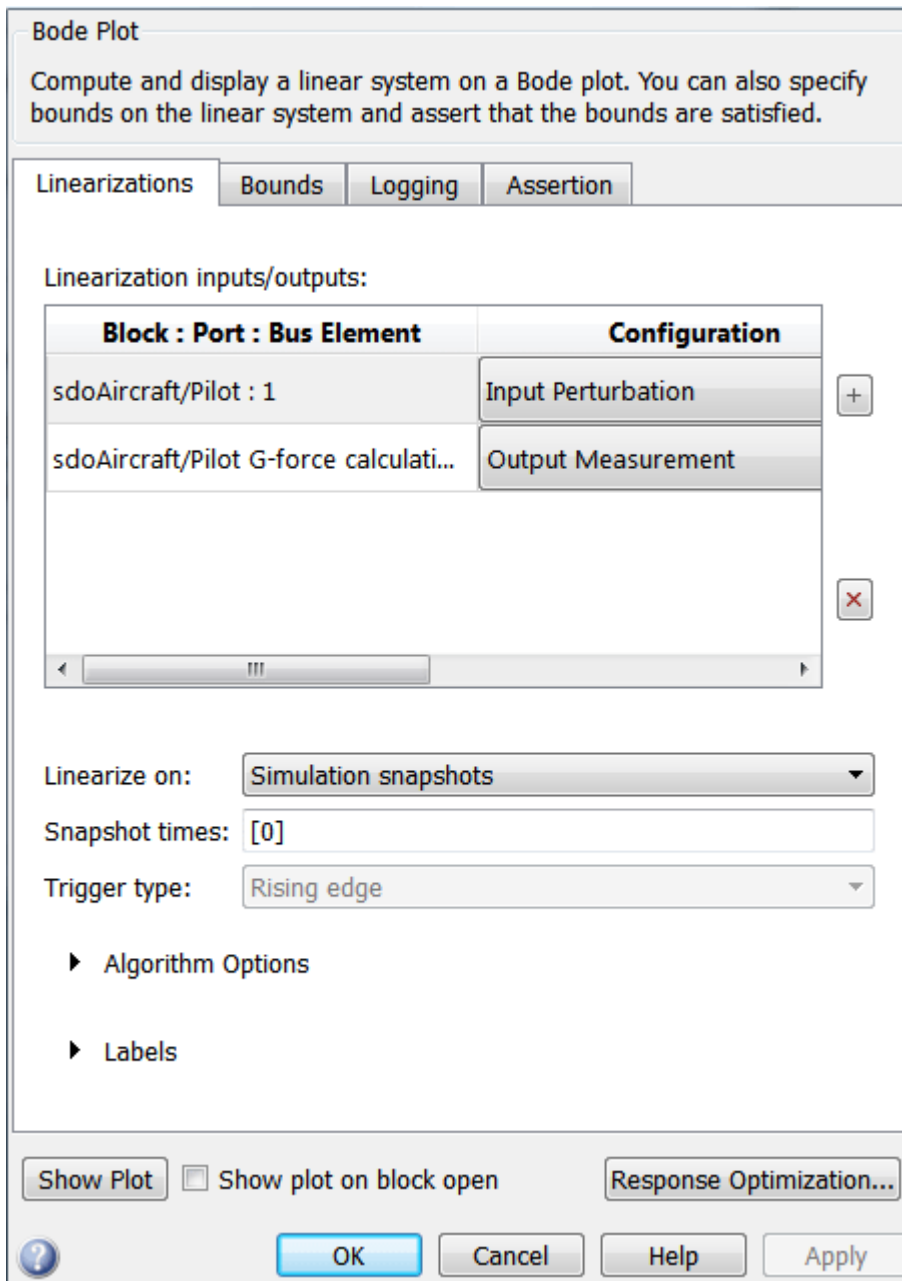 Bode Plot
Compute and display a linear system on a Bode plot. You can also specify
bounds on the linear system and assert that the bounds are satisfied.
Linearizations Bounds Logging Assertion
Linearization inputs/outputs:
Block : Port : Bus Element Configuration
sdoAircraft/Pilot : 1 Input Perturbation
+
sdoAircraft/Pilot G-force calculati... Output Measurement
Linearize on: Simulation snapshots
Snapshot times: [0]
Trigger type: Rising edge
Algorithm Options
Labels
Show Plot Show plot on block open Response Optimization...
? OK Cancel Help Apply